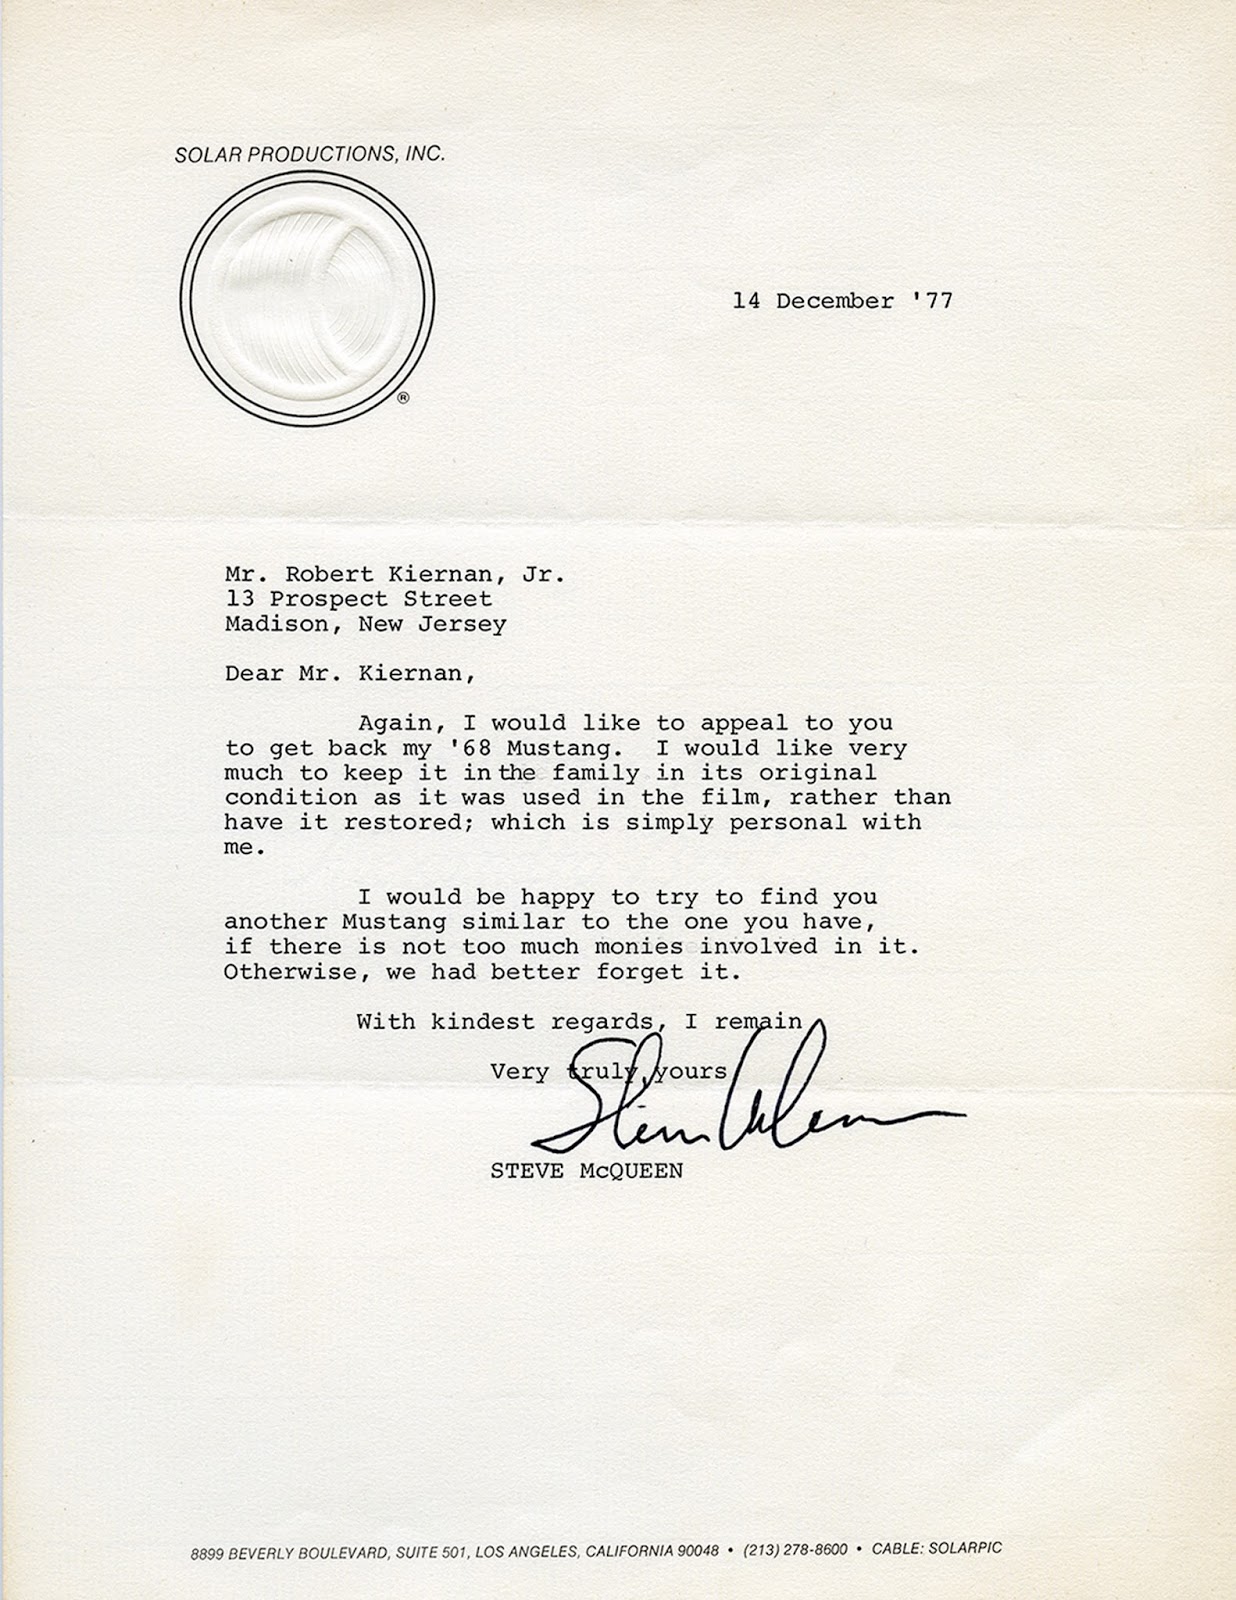 SOLAR PRODUCTIONS, INC.
®
14 December '77
Mr. Robert Kiernan, Jr.
13 Prospect Street
Madison, New Jersey
Dear Mr. Kiernan,
Again, I would like to appeal to you
to get back my '68 Mustang. I would like very
much to keep it in the family in its original
condition as it was used in the film, rather than
have it restored; which is simply personal with
me.
I would be happy to try to find you
another Mustang similar to the one you have,
if there is not too much monies involved in it.
Otherwise, we had better forget it.
With kindest regards, I remain
Very truly yours
Steve McQueen
STEVE McQUEEN
8899 BEVERLY BOULEVARD, SUITE 501, LOS ANGELES, CALIFORNIA 90048 • (213) 278-8600 • CABLE: SOLARPIC